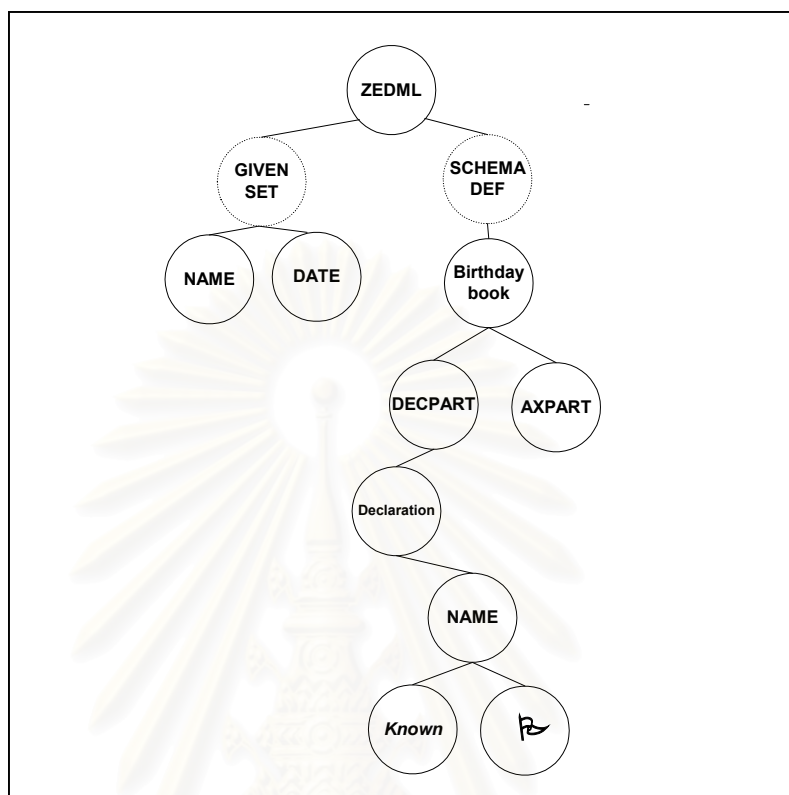 ZEDML
GIVEN
SET
SCHEMA
DEF
NAME
DATE
Birthday
book
DECPART
AXPART
Declaration
NAME
Known